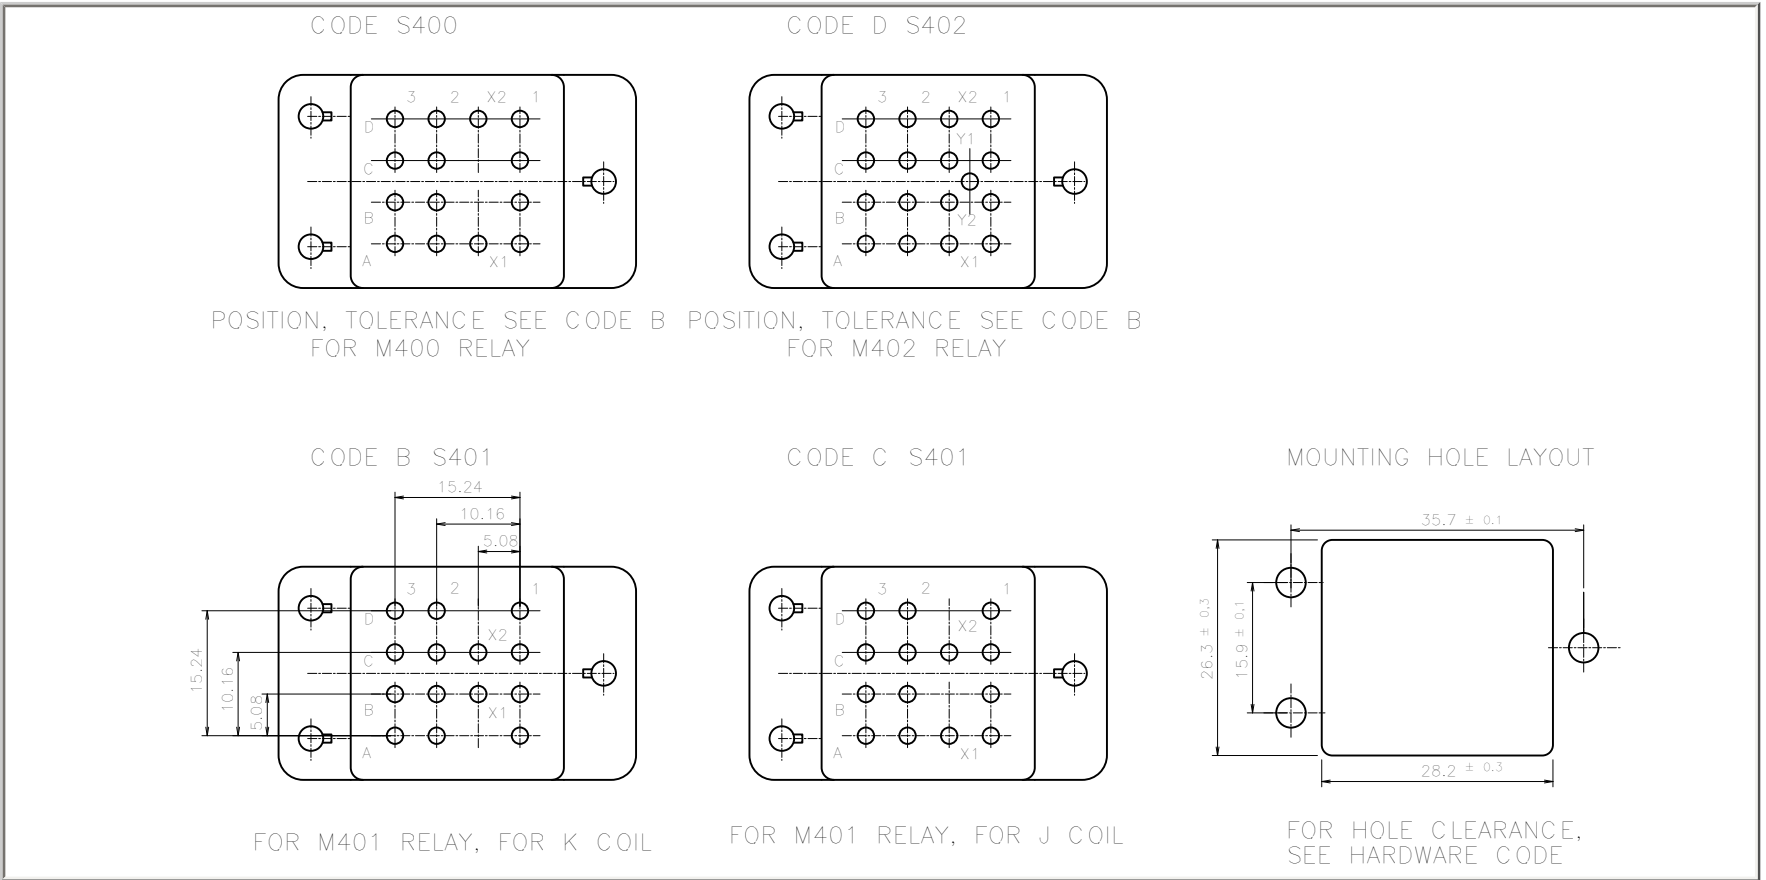 CODE S400
3 2 X2 1
D
C
B
A
X1
POSITION, TOLERANCE SEE CODE B
FOR M400 RELAY
CODE D S402
3 2 X2 1
D
Y1
C
B
Y2
A
X1
POSITION, TOLERANCE SEE CODE B
FOR M402 RELAY
CODE B S401
15.24
10.16
5.08
3 2 1
D
X2
C
B
X1
A
15.24
10.16
5.08
FOR M401 RELAY, FOR K COIL
CODE C S401
3 2 1
D
X2
C
B
A
X1
FOR M401 RELAY, FOR J COIL
MOUNTING HOLE LAYOUT
35.7 ± 0.1
26.3 ± 0.3
15.9 ± 0.1
28.2 ± 0.3
FOR HOLE CLEARANCE,
SEE HARDWARE CODE